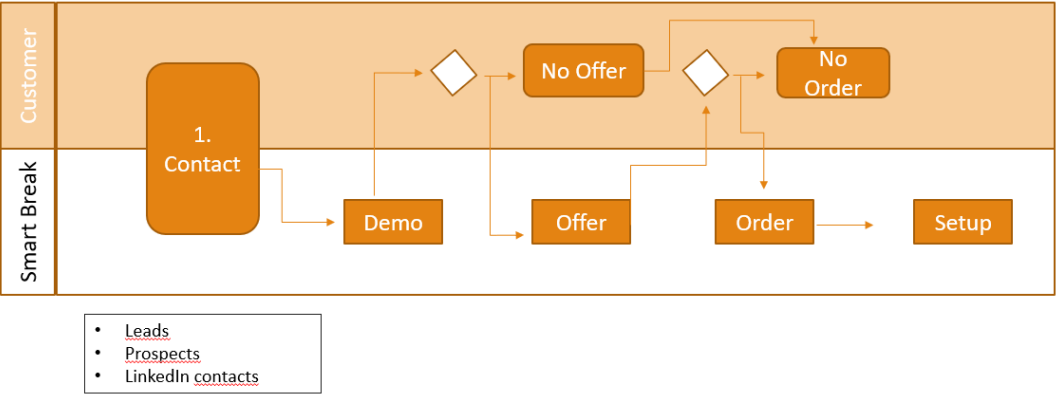 Customer
1.
Contact
No Offer
No
Order
Smart Break
Demo
Offer
Order
Setup
• Leads
• Prospects
• LinkedIn contacts